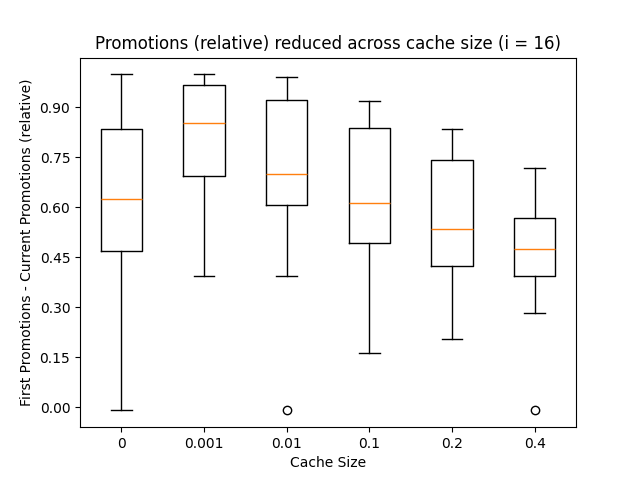 Promotions (relative) reduced across cache size (i = 16)
First Promotions - Current Promotions (relative)
0.90
0.75
0.60
0.45
0.30
0.15
0.00
0 0.001 0.01 0.1 0.2 0.4
Cache Size